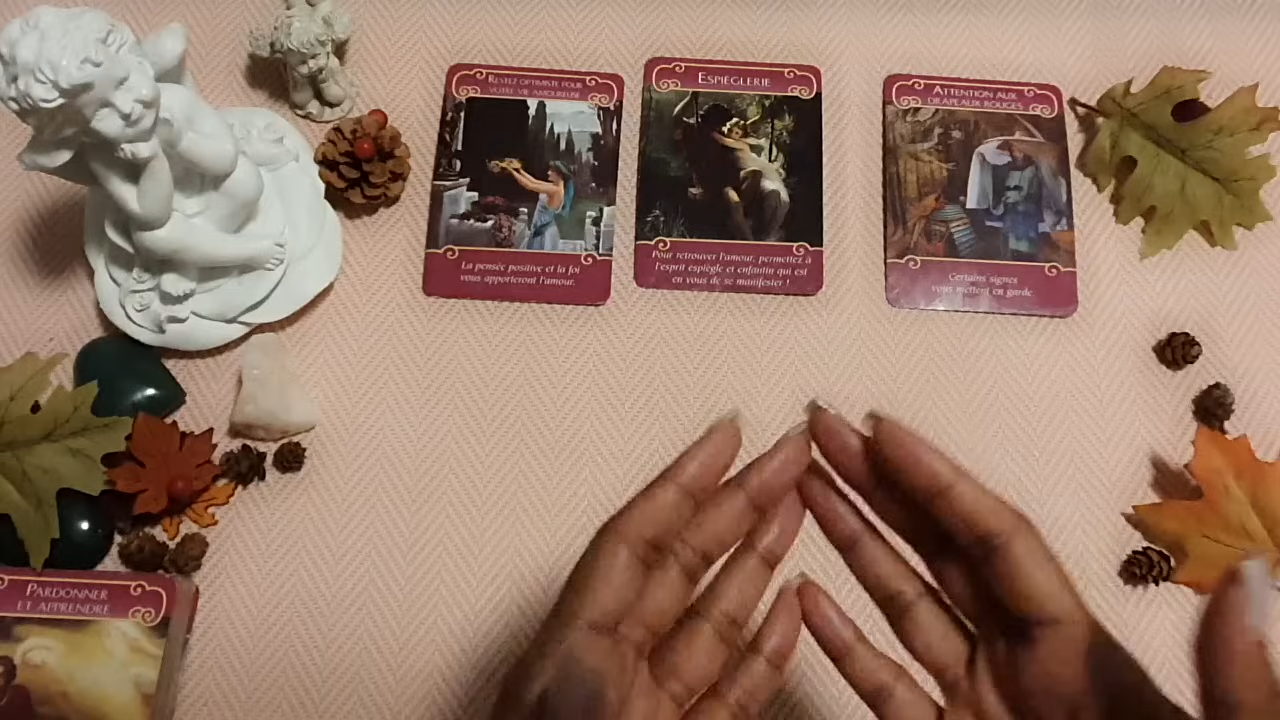 RESTEZ OPTIMISTE POUR
VOTRE VIE AMOUREUSE
La pensée positive et la foi
vous apporteront l'amour.
ESPIÈGLERIE
Pour retrouver l'amour, permettez à
l'esprit espiègle et enfantin qui est
en vous de se manifester !
ATTENTION AUX
DRAPEAUX ROUGES
Certains signes
vous mettent en garde.
PARDONNER
ET APPRENDRE